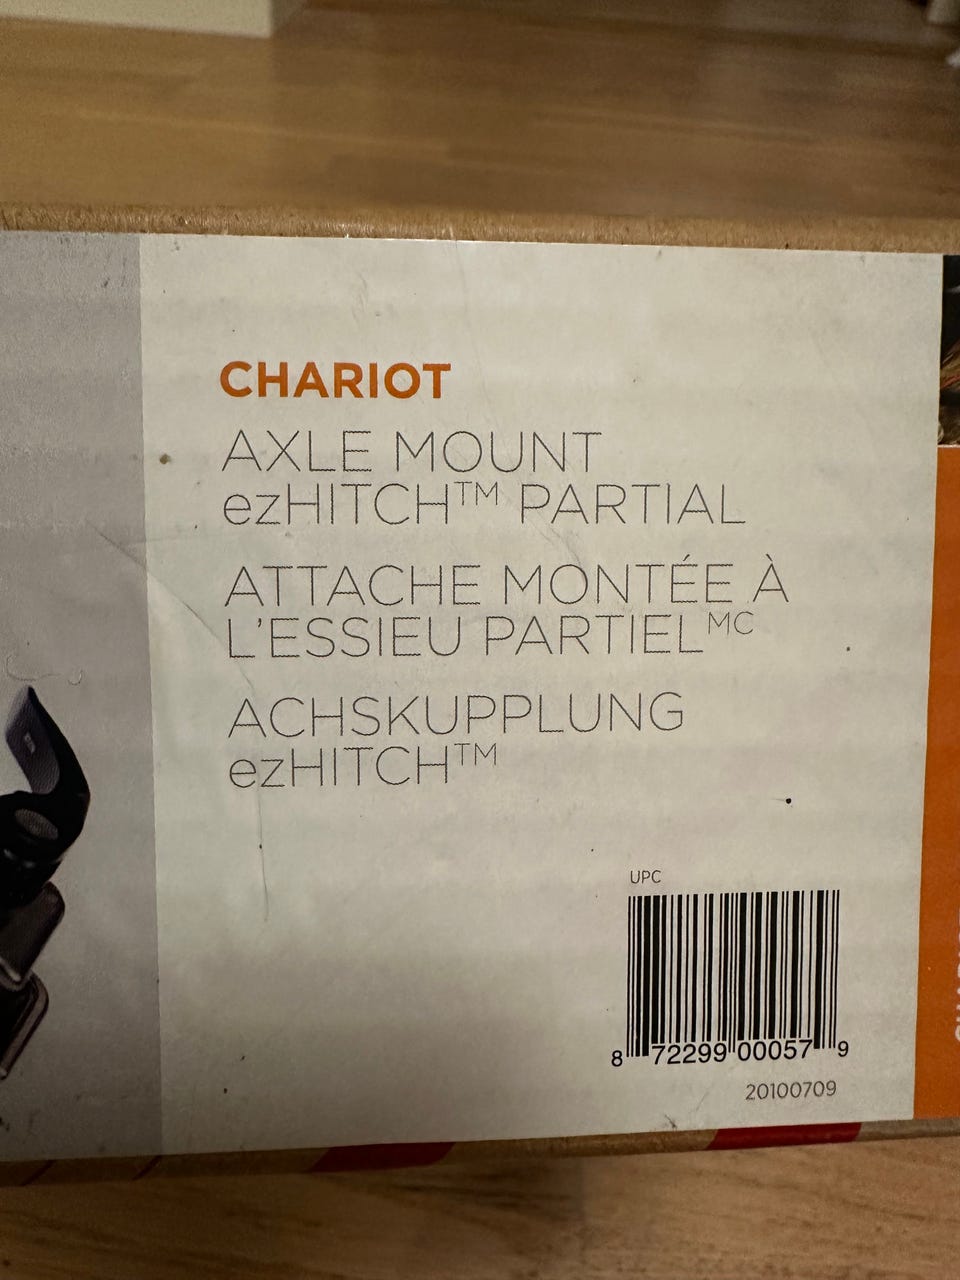 CHARIOT
AXLE MOUNT
ezHITCH™ PARTIAL
ATTACHE MONTÉE À
L'ESSIEU PARTIEL MC
ACHSKUPPLUNG
ezHITCH™
UPC
8 72299 00057 9
20100709